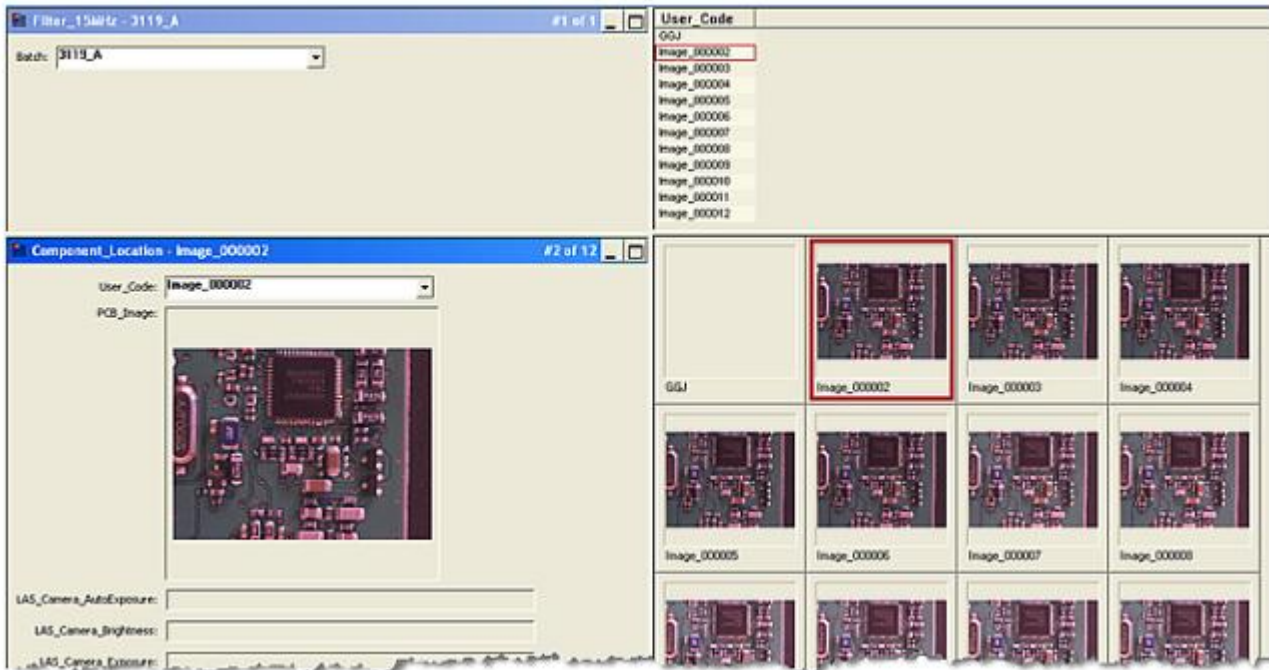 Filter_15MHz - 3119_A #1 of 1
Batch: 3119_A
User_Code
GGJ
Image_000002
Image_000003
Image_000004
Image_000005
Image_000006
Image_000007
Image_000008
Image_000009
Image_000010
Image_000011
Image_000012
Component_Location - Image_000002 #2 of 12
User_Code: Image_000002
PCB_Image:
LAS_Camera_AutoExposure:
LAS_Camera_Brightness:
LAS_Camera_Exposure:
GGJ
Image_000002
Image_000003
Image_000004
Image_000005
Image_000006
Image_000007
Image_000008